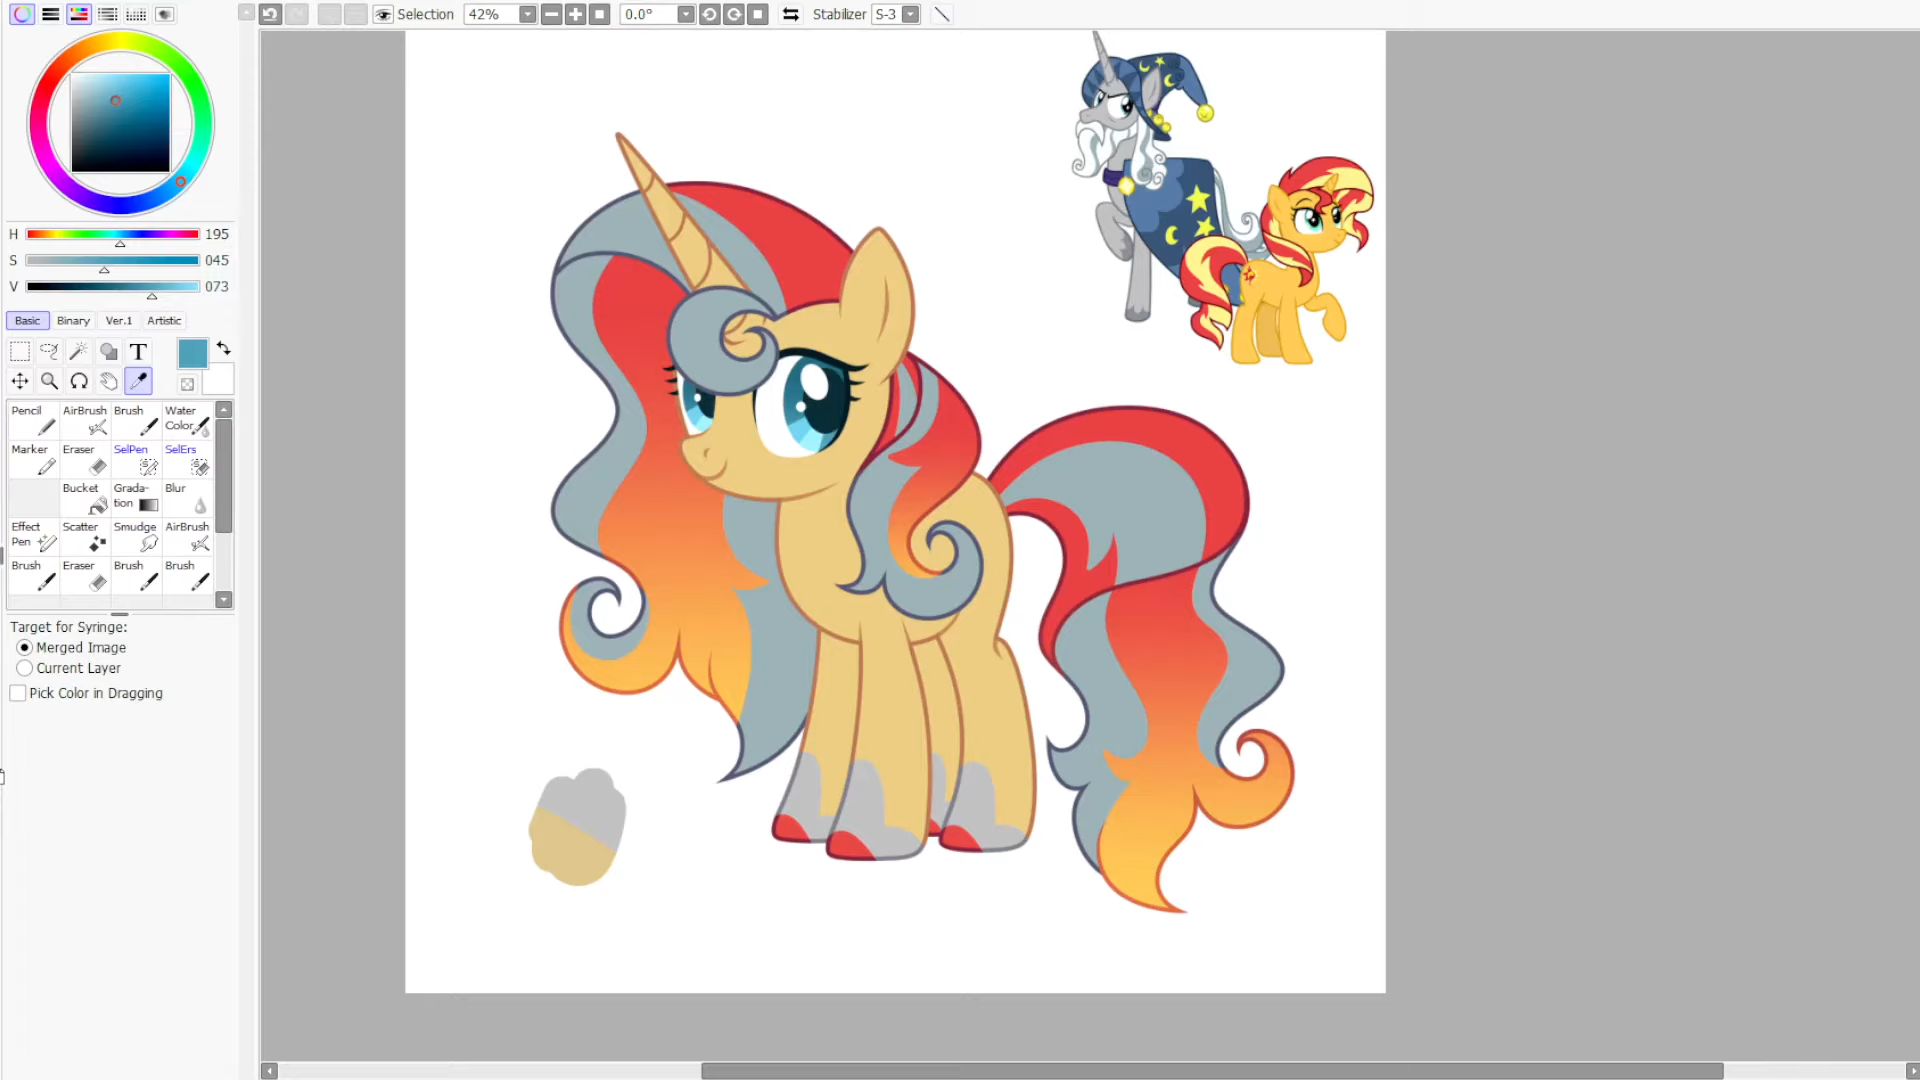 Selection 42% 0.0° Stabilizer S-3
H 195
S 045
V 073
Basic Binary Ver.1 Artistic
T
Pencil AirBrush Brush Water Color
Marker Eraser SelPen SelErs
Bucket Grada-tion Blur
Effect Pen Scatter Smudge AirBrush
Brush Eraser Brush Brush
Target for Syringe:
Merged Image
Current Layer
Pick Color in Dragging